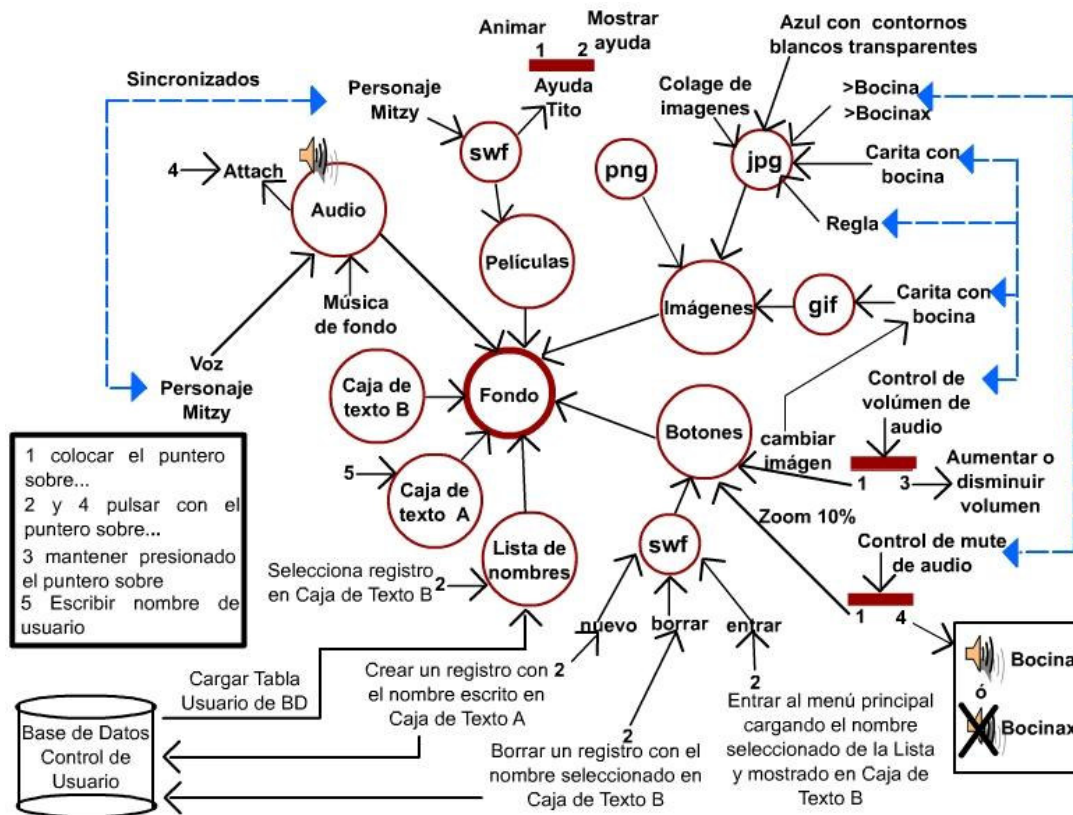 Animar
Mostrar
ayuda
1 2
Azul con contornos
blancos transparentes
Sincronizados
Personaje
Mitzy
Ayuda
Tito
Colage de
imagenes
>Bocina
>Bocinax
swf
png
jpg
Carita con
bocina
4
Attach
Audio
Regla
Películas
Imágenes
gif
Carita con
bocina
Música
de fondo
Voz
Personaje
Mitzy
Caja de
texto B
Fondo
Botones
cambiar
imágen
Control de
volúmen de
audio
1 3
Aumentar o
disminuir
volumen
1 colocar el puntero
sobre...
2 y 4 pulsar con el
puntero sobre...
3 mantener presionado
el puntero sobre
5 Escribir nombre de
usuario
5
Caja de
texto A
Zoom 10%
Lista de
nombres
swf
Control de mute
de audio
1 4
Selecciona registro
en Caja de Texto B
2
nuevo
borrar
entrar
Bocina
ó
Bocinax
Cargar Tabla
Usuario de BD
Crear un registro con
el nombre escrito en
Caja de Texto A
2
2
Entrar al menú principal
cargando el nombre
seleccionado de la Lista
y mostrado en Caja de
Texto B
2
Borrar un registro con el
nombre seleccionado en
Caja de Texto B
Base de Datos
Control de
Usuario